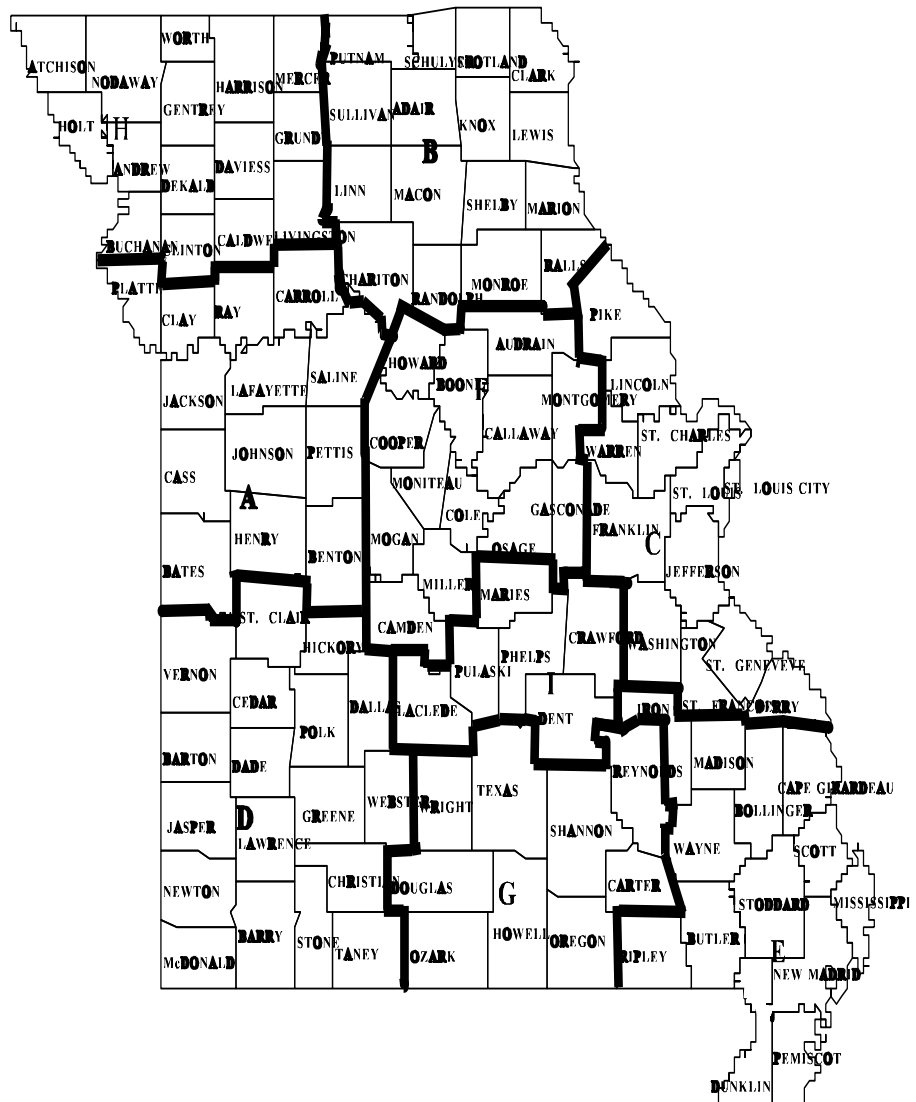 WORTH
PUTNAM
SCHULYER
SCOTLAND
ATCHISON
NODAWAY
HARRISON
MERCER
CLARK
GENTREY
SULLIVAN
ADAIR
HOLT
H
KNOX
LEWIS
GRUND
B
ANDREW
DEKALB
DAVIESS
LINN
MACON
SHELBY
MARION
BUCHANAN
CLINTON
CALDWE
LIVINGSTON
PLATTE
CLAY
RAY
CARROLL
CHARITON
RANDOLPH
MONROE
RALLS
PIKE
AUDRAIN
HOWARD
BOONE
F
JACKSON
LAFAYETTE
SALINE
MONTGOMERY
LINCOLN
COOPER
CALLAWAY
WARREN
ST. CHARLES
CASS
JOHNSON
PETTIS
MONITEAU
ST. LOUIS
ST. LOUIS CITY
A
COLE
GASCONADE
FRANKLIN
HENRY
BENTON
MOGAN
OSAGE
C
BATES
MILLER
MARIES
JEFFERSON
ST. CLAIR
CAMDEN
HICKORY
PULASKI
PHELPS
CRAWFORD
WASHINGTON
VERNON
ST. GENEVEVE
CEDAR
POLK
DALLAS
LACLEDE
I
DENT
IRON
ST. FRANCO
PERRY
BARTON
DADE
REYNOLDS
MADISON
JASPER
D
GREENE
WEBSTER
WRIGHT
TEXAS
CAPE GIRARDEAU
BOLLINGER
LAWRENCE
SHANNON
WAYNE
SCOTT
NEWTON
CHRISTIAN
DOUGLAS
G
CARTER
STODDARD
MISSISSIPPI
McDONALD
BARRY
STONE
TANEY
OZARK
HOWELL
OREGON
RIPLEY
BUTLER
E
NEW MADRID
PEMISCOT
DUNKLIN